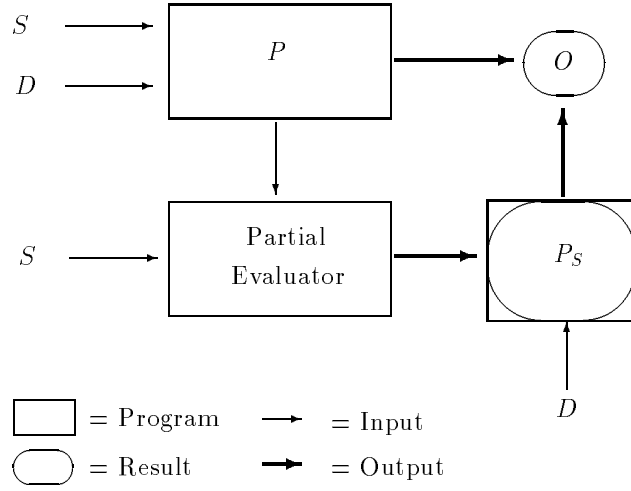 S
P
O
D
Partial
Evaluator
S
P_S
D
= Program
= Input
= Result
= Output